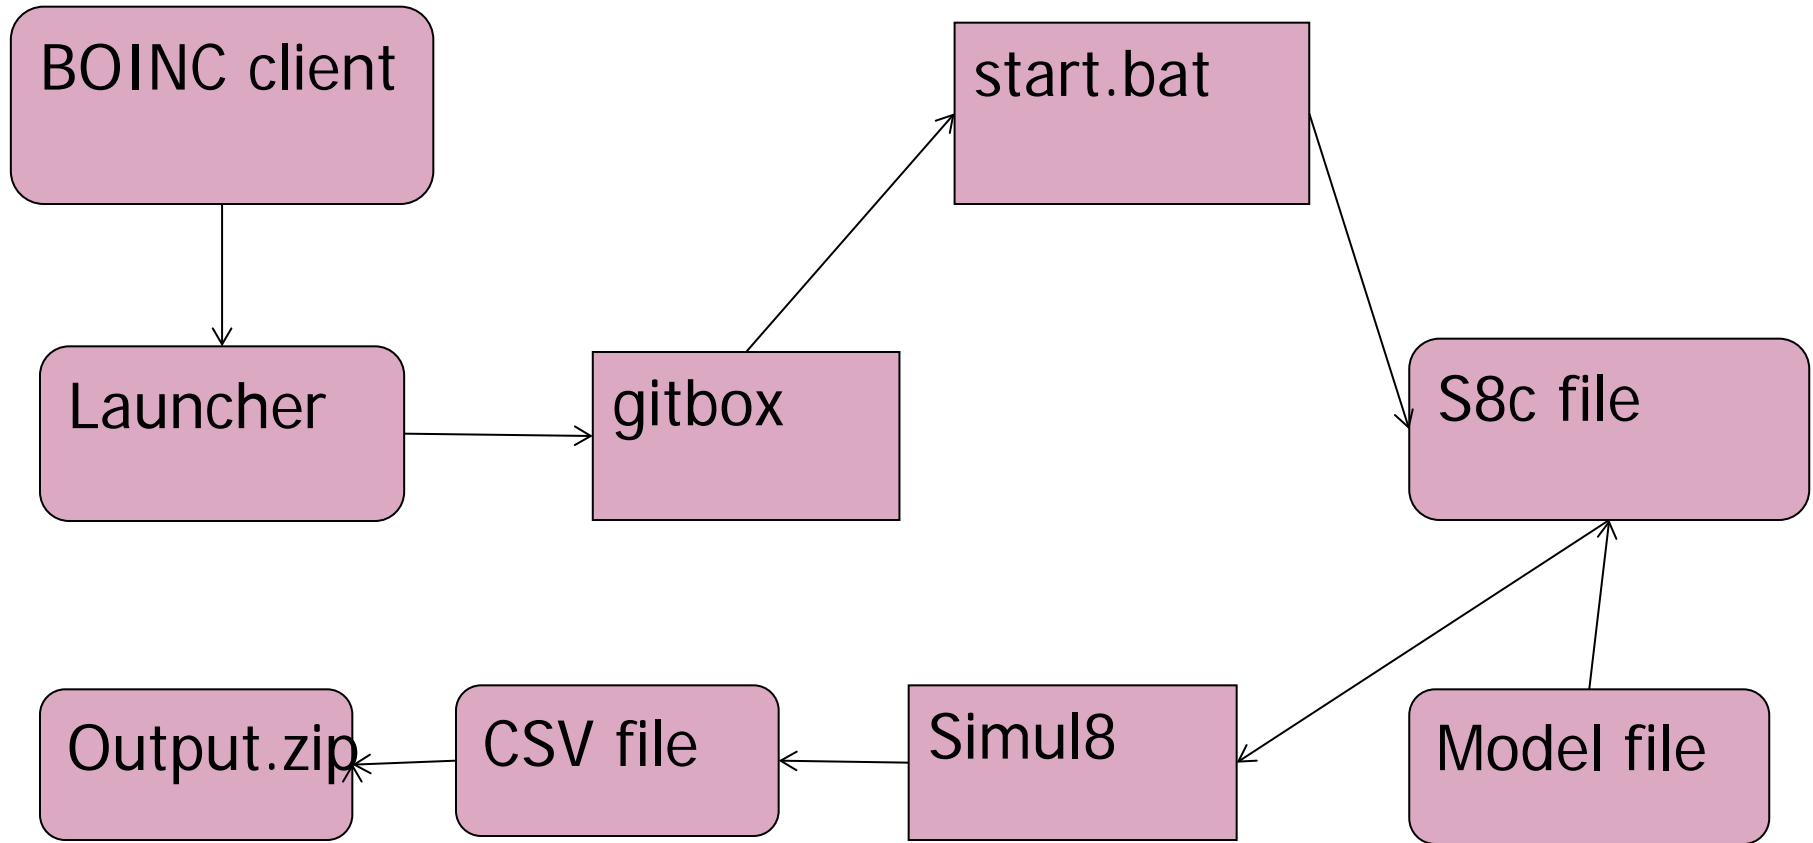 BOINC client
start.bat
Launcher
gitbox
S8c file
Output.zip
CSV file
Simul8
Model file